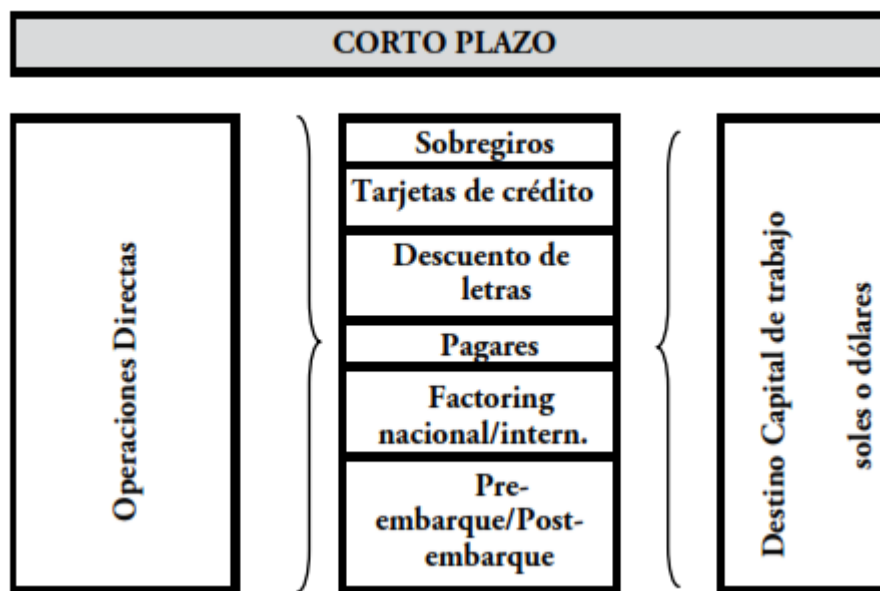 CORTO PLAZO
Operaciones Directas
Sobregiros
Tarjetas de crédito
Descuento de
letras
Pagares
Factoring
nacional/intern.
Pre-
embarque/Post-
embarque
Destino Capital de trabajo
soles o dólares